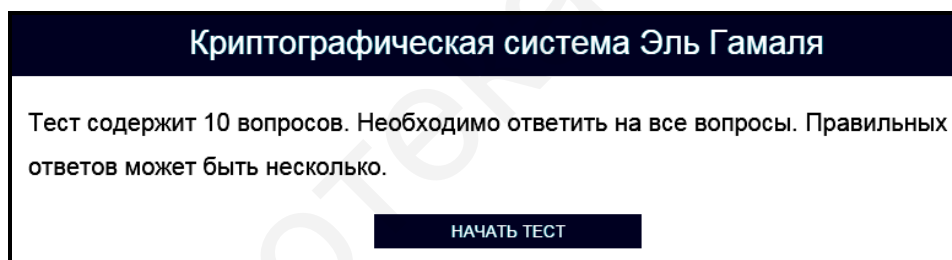 Криптографическая система Эль Гамаля
Тест содержит 10 вопросов. Необходимо ответить на все вопросы. Правильных
ответов может быть несколько.
НАЧАТЬ ТЕСТ